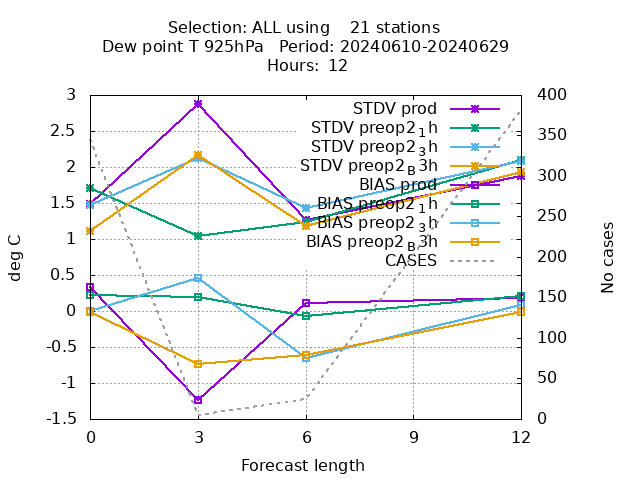 Selection: ALL using    21 stations
Dew point T 925hPa   Period: 20240610-20240629
Hours: 12
3
2.5
2
1.5
1
0.5
0
-0.5
-1
-1.5
deg C
400
350
300
250
200
150
100
50
0
No cases
STDV prod
STDV preop2_1h
STDV preop2_3h
STDV preop2_B3h
BIAS prod
BIAS preop2_1h
BIAS preop2_3h
BIAS preop2_B3h
CASES
0 3 6 9 12
Forecast length